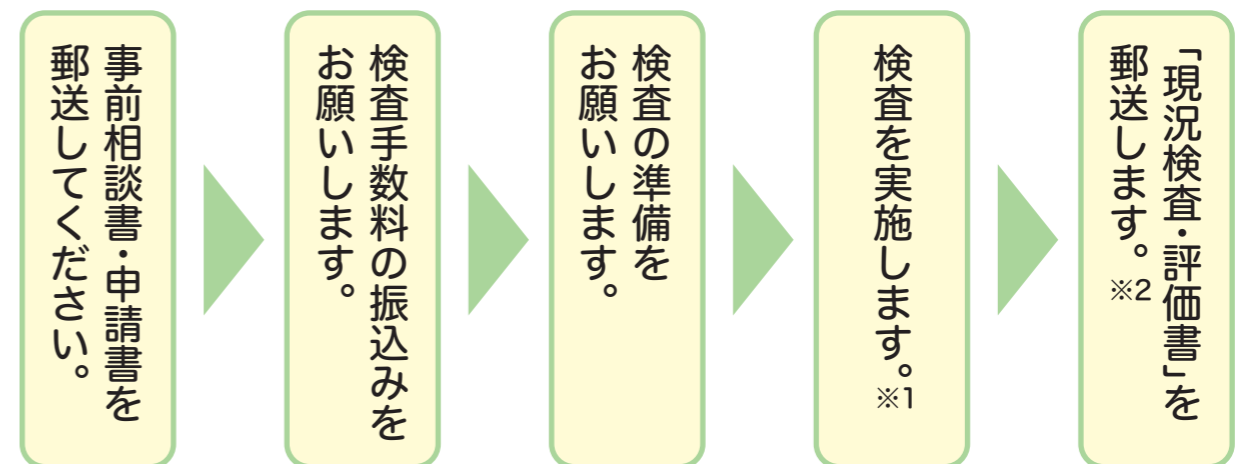 事前相談書・申請書を
郵送してください。
検査手数料の振込みを
お願いします。
検査の準備を
お願いします。
検査を実施します。※1
「現況検査・評価書」を
郵送します。※2